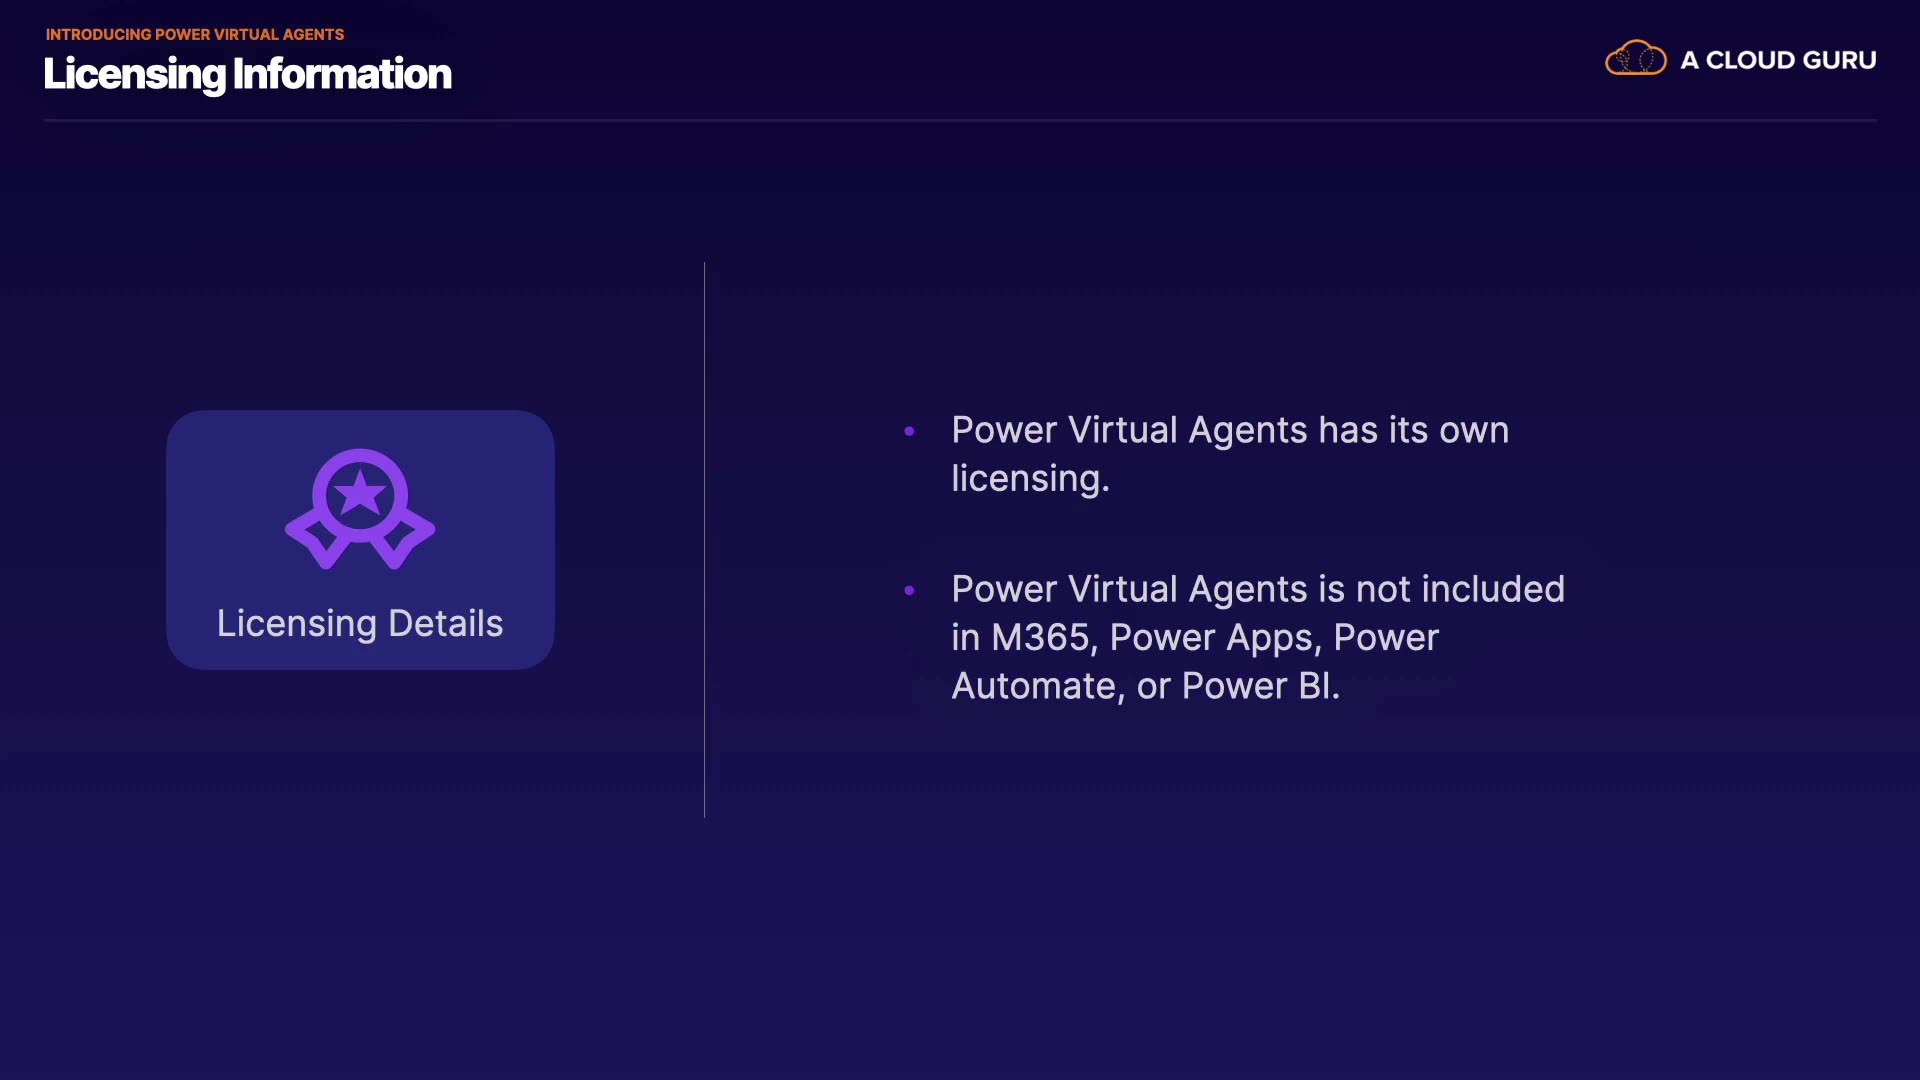 INTRODUCING POWER VIRTUAL AGENTS
Licensing Information
A CLOUD GURU
Licensing Details
• Power Virtual Agents has its own
licensing.
• Power Virtual Agents is not included
in M365, Power Apps, Power
Automate, or Power BI.